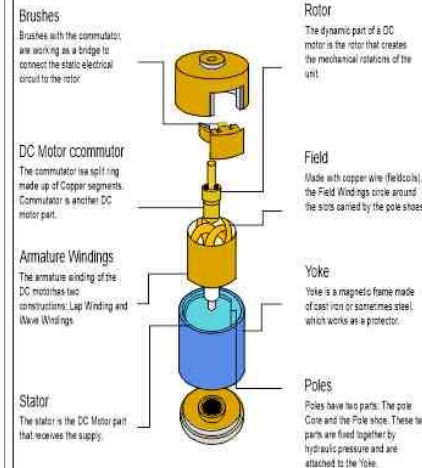 Brushes
Brushes with the commutator,
are working as a bridge to
connect the static electrical
circuit to the rotor
DC Motor ccommutor
The commutator isa split ring
made up of Copper segments.
Commutator is another DC
motor part.
Armature Windings
The armature winding of the
DC motorhas two
constructions; Lap Winding and
Wave Windings
Stator
The stator is the DC Motor part
that receives the supply.
Rotor
The dynamic part of a DC
motor is the rotor that creates
the mechanical rotations of the
unit.
Field
Made with copper wire (fieldcoils),
the Field Windings circle around
the slots carried by the pole shoes
Yoke
Yoke is a magnetic frame made
of cast iron or sometimes steel,
which works as a protector.
Poles
Poles have two parts: The pole
Core and the Pole shoe. These
parts are fixed together by
hydraulic pressure and are
attached to the Yoke.